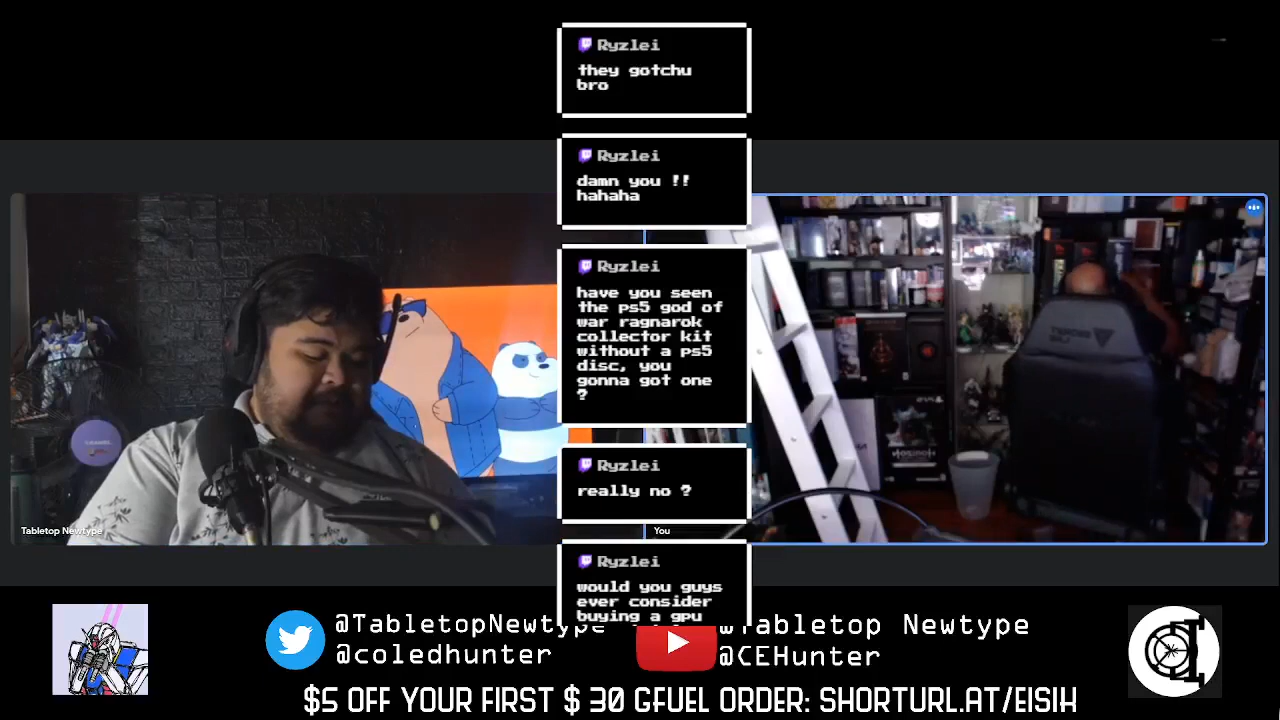 Ryzlei
they gotchu
bro
Ryzlei
damn you !!
hahaha
Ryzlei
have you seen
the ps5 god of
war ragnarok
collector kit
without a ps5
disc, you
gonna got one
?
Ryzlei
really no ?
Ryzlei
would you guys
ever consider
buying a gpu
Tabletop Newtype
You
@TabletopNewtype
@coledhunter
@Tabletop Newtype
@CEHunter
$5 OFF YOUR FIRST $ 30 GFUEL ORDER: SHORTURL.AT/EISIH